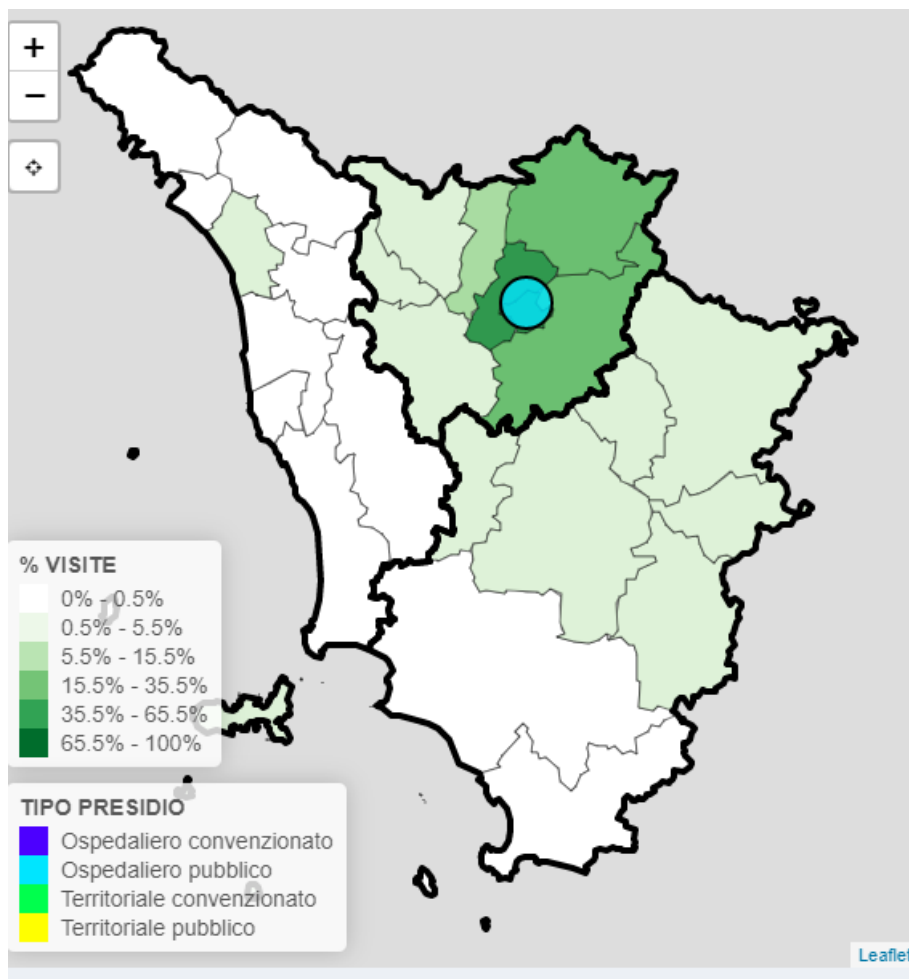 +
−
% VISITE
0% - 0.5%
0.5% - 5.5%
5.5% - 15.5%
15.5% - 35.5%
35.5% - 65.5%
65.5% - 100%
TIPO PRESIDIO
Ospedaliero convenzionato
Ospedaliero pubblico
Territoriale convenzionato
Territoriale pubblico
Leaflet